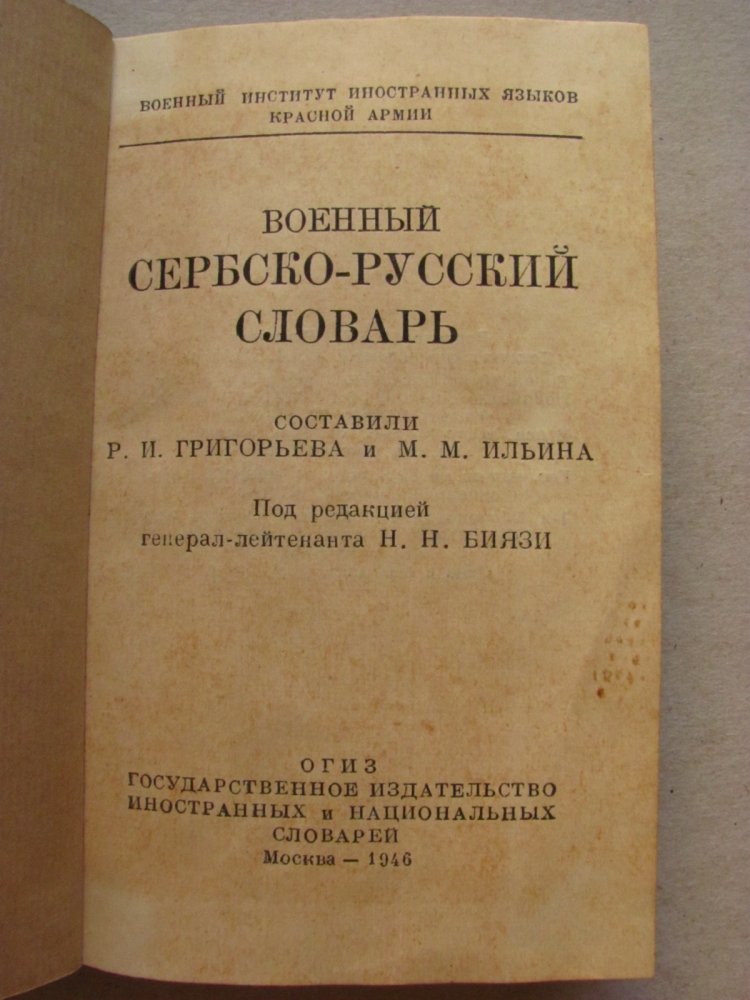 ВОЕННЫЙ ИНСТИТУТ ИНОСТРАННЫХ ЯЗЫКОВ
КРАСНОЙ АРМИИ
ВОЕННЫЙ
СЕРБСКО-РУССКИЙ
СЛОВАРЬ
СОСТАВИЛИ
Р. И. ГРИГОРЬЕВА и М. М. ИЛЬИНА
Под редакцией
генерал-лейтенанта Н. Н. БИЯЗИ
ОГИЗ
ГОСУДАРСТВЕННОЕ ИЗДАТЕЛЬСТВО
ИНОСТРАННЫХ и НАЦИОНАЛЬНЫХ
СЛОВАРЕЙ
Москва — 1946